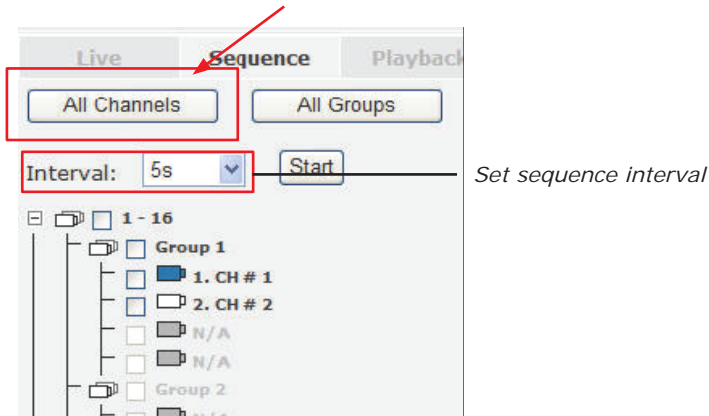 Live Sequence Playback
All Channels All Groups
Interval: 5s Start Set sequence interval
1 - 16
Group 1
1. CH # 1
2. CH # 2
N/A
N/A
Group 2
N/A